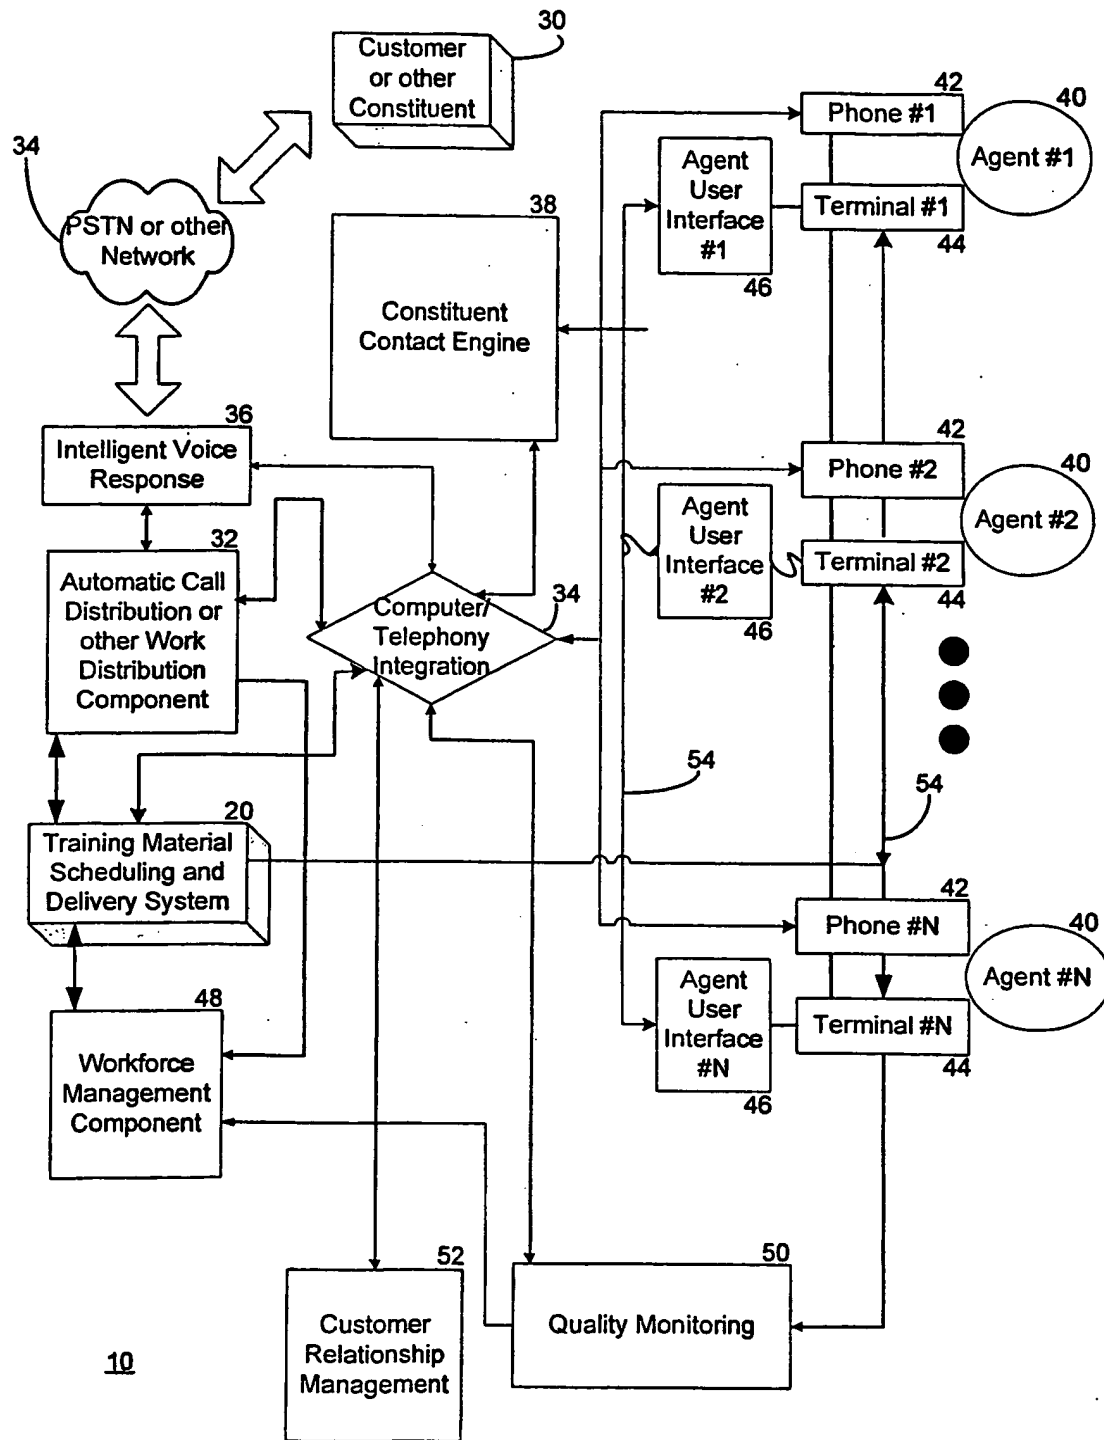 30
Customer
or other
Constituent
34
PSTN or other
Network
38
Constituent
Contact Engine
42
Phone #1
40
Agent #1
Agent
User
Interface
#1
46
Terminal #1
44
36
Intelligent Voice
Response
32
Automatic Call
Distribution or
other Work
Distribution
Component
Computer/
Telephony
Integration
34
42
Phone #2
40
Agent #2
Agent
User
Interface
#2
46
Terminal #2
44
54
54
20
Training Material
Scheduling and
Delivery System
42
Phone #N
40
Agent #N
Agent
User
Interface
#N
46
Terminal #N
44
48
Workforce
Management
Component
52
Customer
Relationship
Management
50
Quality Monitoring
10